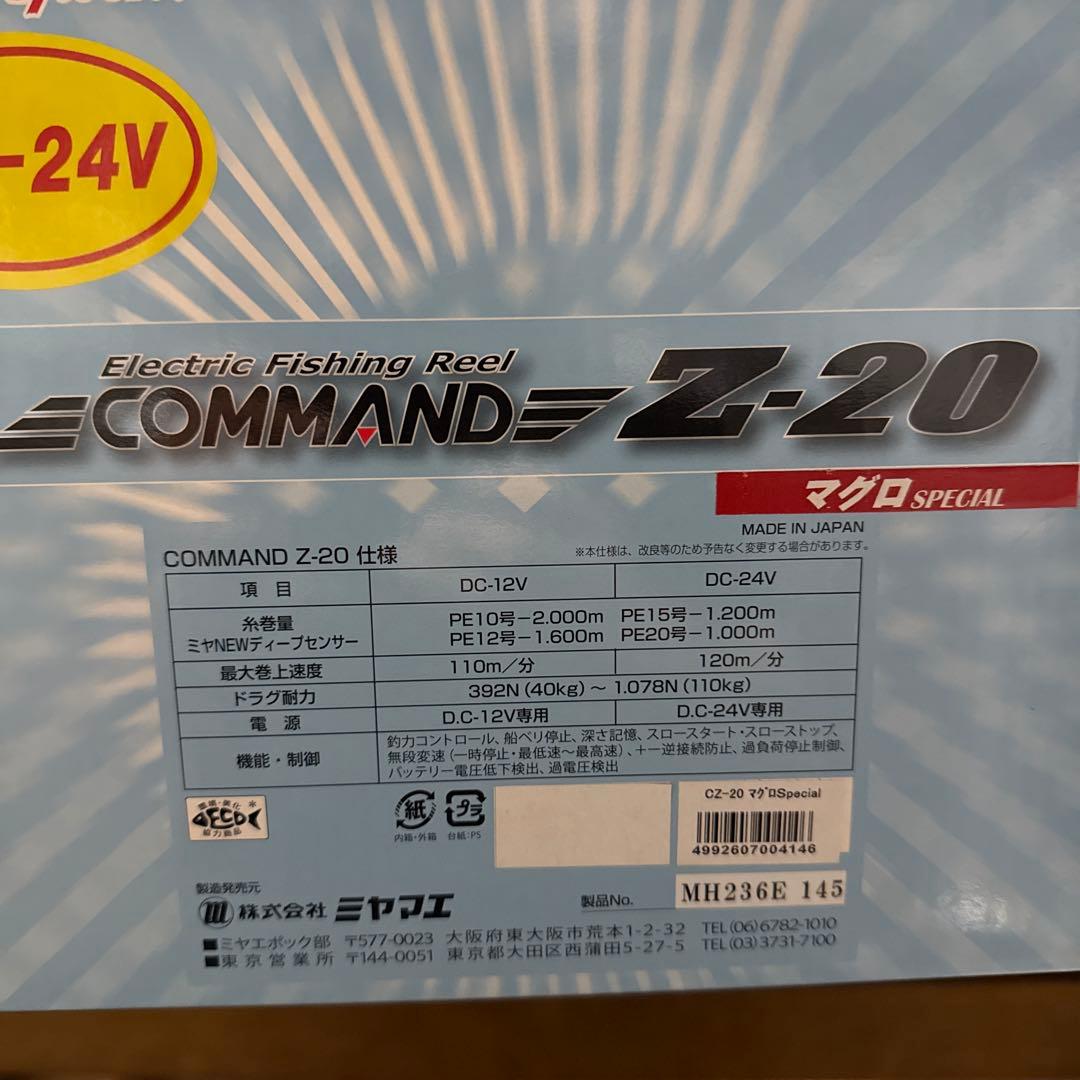 -24V
Electric Fishing Reel
COMMAND Z-20
マグロ SPECIAL
MADE IN JAPAN
COMMAND Z-20 仕様
※本仕様は、改良等のため予告なく変更する場合があります。
項 目 DC-12V DC-24V
糸巻量 PE10号-2.000m PE15号-1.200m
ミヤNEWディープセンサー PE12号-1.600m PE20号-1.000m
最大巻上速度 110m/分 120m/分
ドラグ耐力 392N(40kg)~1.078N(110kg)
電 源 D.C-12V専用 D.C-24V専用
機能・制御 釣力コントロール、船ベリ停止、深さ記憶、スロースタート・スローストップ、
無段変速(一時停止・最低速~最高速)、+-逆接続防止、過負荷停止制御、
バッテリー電圧低下検出、過電圧検出
環境・美化
ECO
協力商品
紙
内箱・外箱
プラ
台紙:PS
CZ-20 マグロSpecial
4992607004146
製造発売元
株式会社 ミヤマエ
製品No. MH236E 145
■ミヤエポック部 〒577-0023 大阪府東大阪市荒本1-2-32 TEL(06)6782-1010
■東京営業所 〒144-0051 東京都大田区西蒲田5-27-5 TEL(03)3731-7100